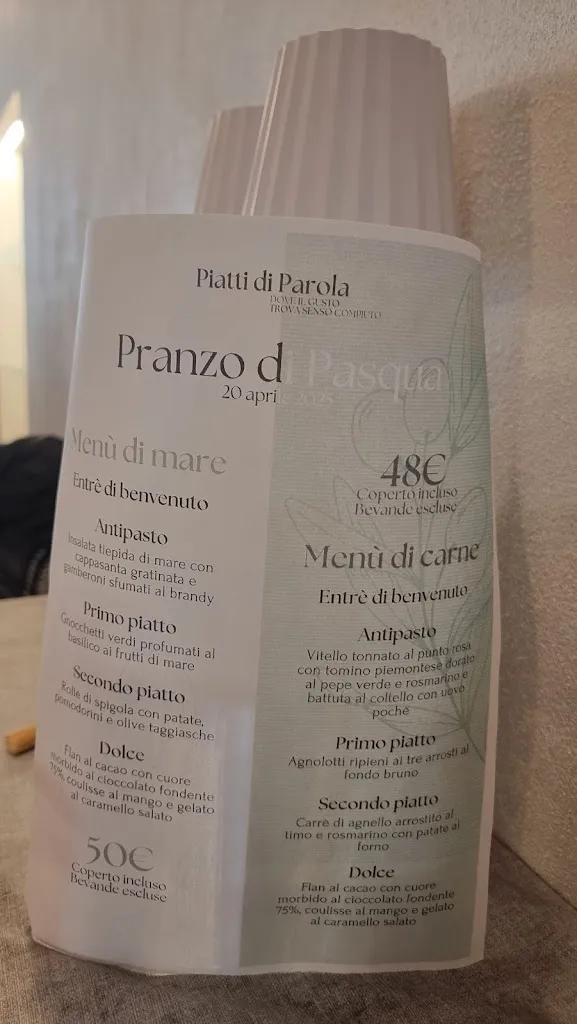 Piatti di Parola
DOVE IL GUSTO
TROVA SENSO COMPIUTO
Pranzo di Pasqua
20 aprile 2025
Menù di mare
Entrè di benvenuto
Antipasto
Insalata tiepida di mare con
cappasanta gratinata e
gamberoni sfumati al brandy
Primo piatto
Gnocchetti verdi profumati al
basilico ai frutti di mare
Secondo piatto
Rolle di spigola con patate,
pomodorini e olive taggiasche
Dolce
Flan al cacao con cuore
morbido al cioccolato fondente
75%, coulisse al mango e gelato
al caramello salato
50€
Coperto incluso
Bevande escluse
48€
Coperto incluso
Bevande escluse
Menù di carne
Entrè di benvenuto
Antipasto
Vitello tonnato al punto rosa
con tomino piemontese dorato
al pepe verde e rosmarino e
battuta al coltello con uovo
poché
Primo piatto
Agnolotti ripieni ai tre arrosti al
fondo bruno
Secondo piatto
Carrè di agnello arrostito al
timo e rosmarino con patate al
forno
Dolce
Flan al cacao con cuore
morbido al cioccolato fondente
75%, coulisse al mango e gelato
al caramello salato